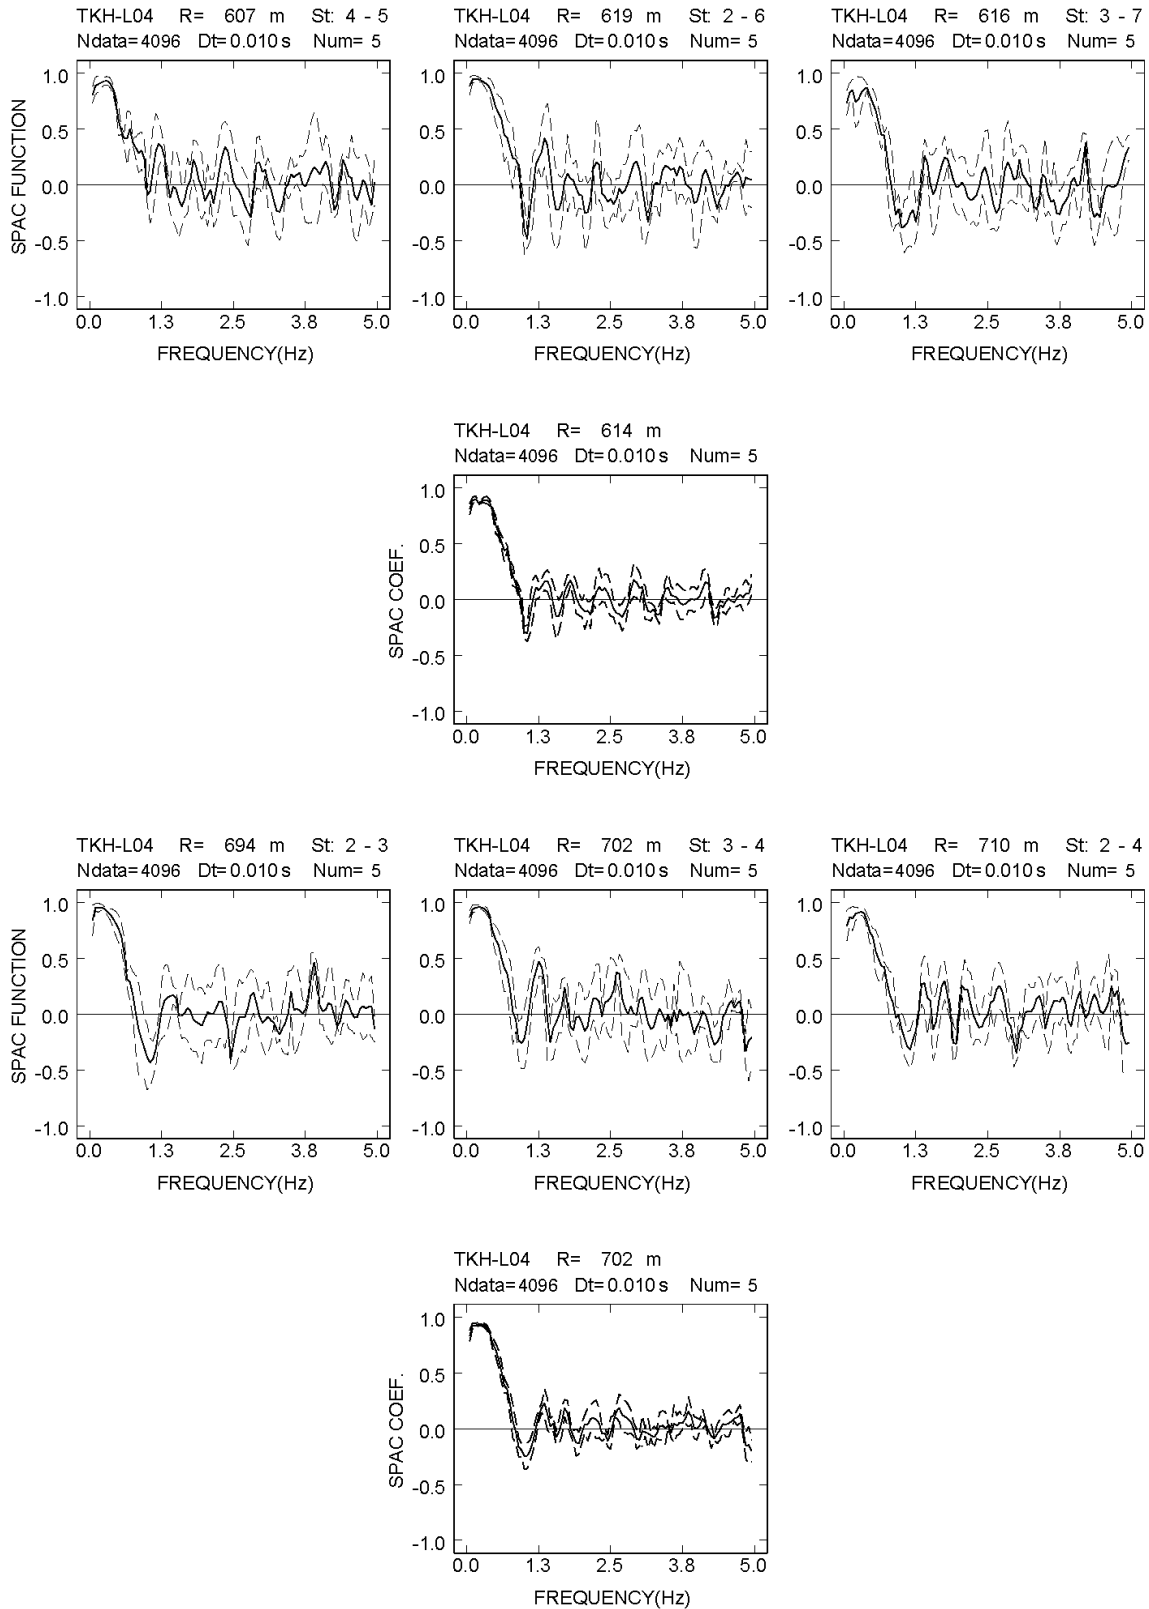 TKH-L04 R= 607 m St: 4 - 5
Ndata=4096 Dt=0.010 s Num= 5
1.0
0.5
0.0
-0.5
-1.0
SPAC FUNCTION
0.0 1.3 2.5 3.8 5.0
FREQUENCY(Hz)
TKH-L04 R= 619 m St: 2 - 6
Ndata=4096 Dt=0.010 s Num= 5
1.0
0.5
0.0
-0.5
-1.0
0.0 1.3 2.5 3.8 5.0
FREQUENCY(Hz)
TKH-L04 R= 616 m St: 3 - 7
Ndata=4096 Dt=0.010 s Num= 5
1.0
0.5
0.0
-0.5
-1.0
0.0 1.3 2.5 3.8 5.0
FREQUENCY(Hz)
TKH-L04 R= 614 m
Ndata=4096 Dt=0.010 s Num= 5
1.0
0.5
0.0
-0.5
-1.0
SPAC COEF.
0.0 1.3 2.5 3.8 5.0
FREQUENCY(Hz)
TKH-L04 R= 694 m St: 2 - 3
Ndata=4096 Dt=0.010 s Num= 5
1.0
0.5
0.0
-0.5
-1.0
SPAC FUNCTION
0.0 1.3 2.5 3.8 5.0
FREQUENCY(Hz)
TKH-L04 R= 702 m St: 3 - 4
Ndata=4096 Dt=0.010 s Num= 5
1.0
0.5
0.0
-0.5
-1.0
0.0 1.3 2.5 3.8 5.0
FREQUENCY(Hz)
TKH-L04 R= 710 m St: 2 - 4
Ndata=4096 Dt=0.010 s Num= 5
1.0
0.5
0.0
-0.5
-1.0
0.0 1.3 2.5 3.8 5.0
FREQUENCY(Hz)
TKH-L04 R= 702 m
Ndata=4096 Dt=0.010 s Num= 5
1.0
0.5
0.0
-0.5
-1.0
SPAC COEF.
0.0 1.3 2.5 3.8 5.0
FREQUENCY(Hz)